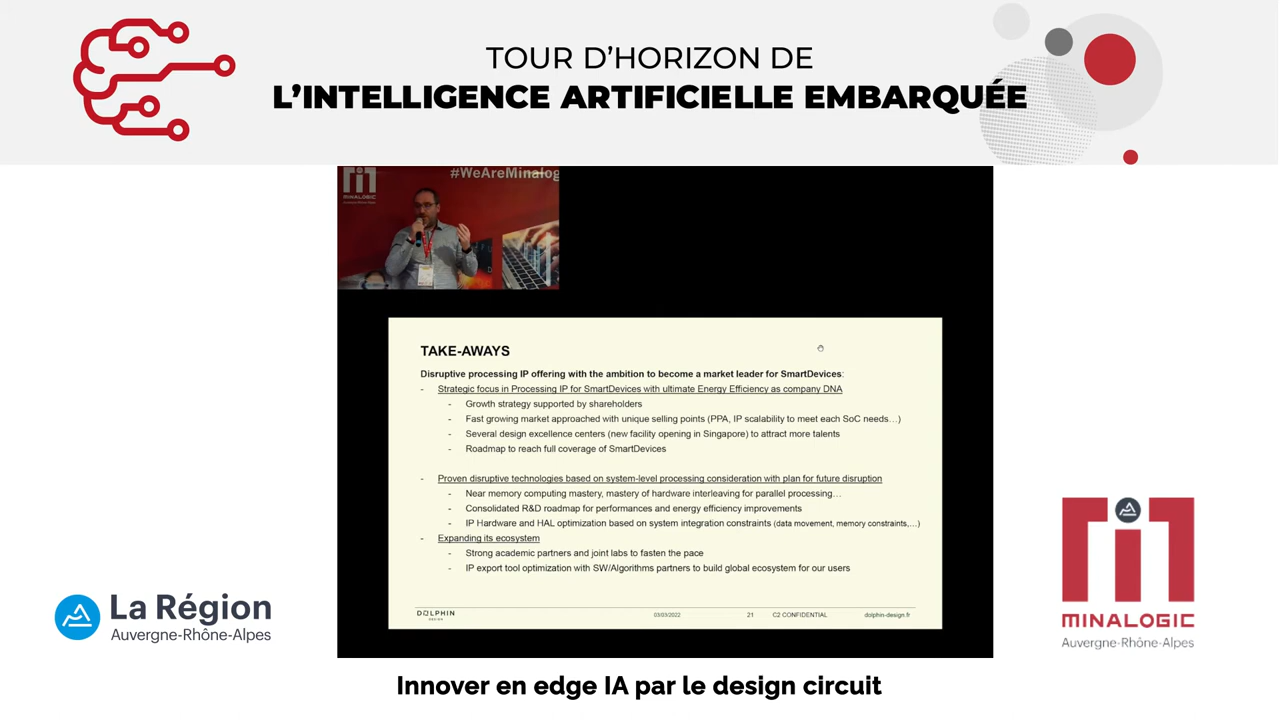 TOUR D’HORIZON DE
L’INTELLIGENCE ARTIFICIELLE EMBARQUÉE
#WeAreMinalog
MINALOGIC
TAKE-AWAYS
Disruptive processing IP offering with the ambition to become a market leader for SmartDevices:
- Strategic focus in Processing IP for SmartDevices with ultimate Energy Efficiency as company DNA
- Growth strategy supported by shareholders
- Fast growing market approached with unique selling points (PPA, IP scalability to meet each SoC needs…)
- Several design excellence centers (new facility opening in Singapore) to attract more talents
- Roadmap to reach full coverage of SmartDevices
- Proven disruptive technologies based on system-level processing consideration with plan for future disruption
- Near memory computing mastery, mastery of hardware interleaving for parallel processing…
- Consolidated R&D roadmap for performances and energy efficiency improvements
- IP Hardware and HAL optimization based on system integration constraints (data movement, memory constraints,…)
- Expanding its ecosystem
- Strong academic partners and joint labs to fasten the pace
- IP export tool optimization with SW/Algorithms partners to build global ecosystem for our users
DOLPHIN
DESIGN
03/03/2022 21 C2 CONFIDENTIAL dolphin-design.fr
La Région
Auvergne-Rhône-Alpes
MINALOGIC
Auvergne-Rhône-Alpes
Innover en edge IA par le design circuit